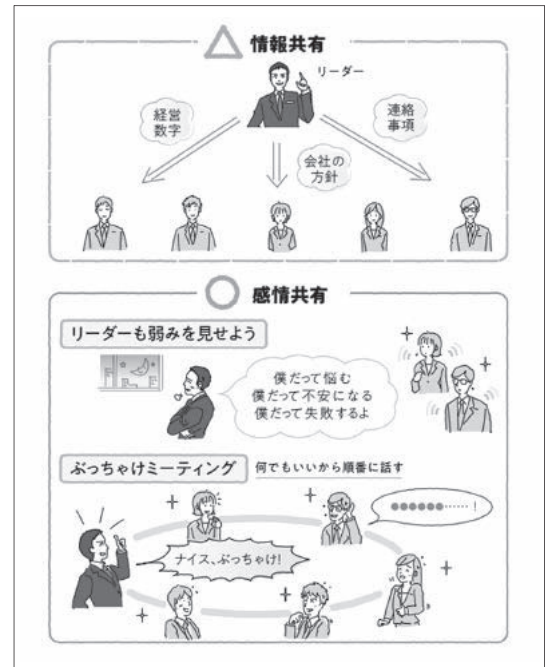 情報共有
リーダー
経営
数字
会社の
方針
連絡
事項
感情共有
リーダーも弱みを見せよう
僕だって悩む
僕だって不安になる
僕だって失敗するよ
ぶっちゃけミーティング
何でもいいから順番に話す
●●●●●●……！
ナイス、ぶっちゃけ!